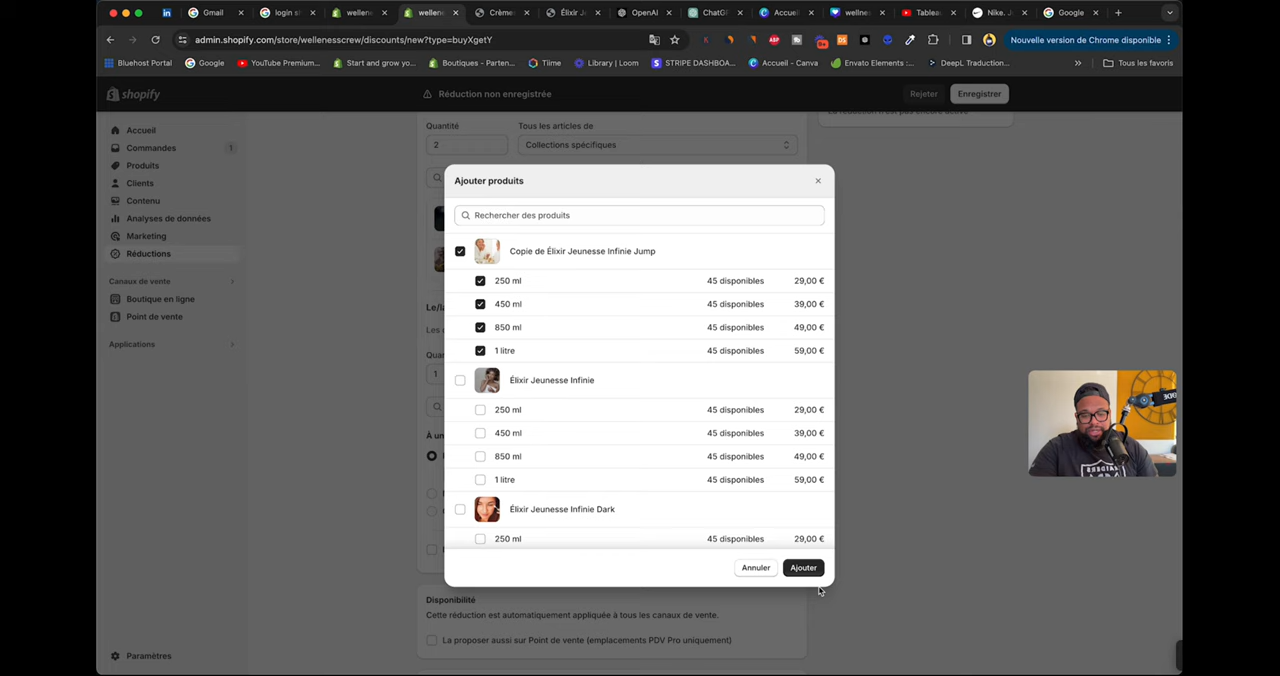 Gmail
login sh
wellene
wellene
Crème
Élixir Je
OpenAI
ChatGP
Accueil
wellnes
Tableau
Nike. J
Google
admin.shopify.com/store/wellenesscrew/discounts/new?type=buyXgetY
Nouvelle version de Chrome disponible
Bluehost Portal
Google
YouTube Premium...
Start and grow yo...
Boutiques - Parten...
Tiime
Library | Loom
STRIPE DASHBOA...
Accueil - Canva
Envato Elements :...
DeepL Traduction...
Tous les favoris
shopify
Réduction non enregistrée
Rejeter
Enregistrer
Accueil
Commandes 1
Produits
Clients
Contenu
Analyses de données
Marketing
Réductions
Canaux de vente
Boutique en ligne
Point de vente
Applications
Paramètres
Quantité
Tous les articles de
2
Collections spécifiques
Ajouter produits
Rechercher des produits
Copie de Élixir Jeunesse Infinie Jump
250 ml 45 disponibles 29,00 €
450 ml 45 disponibles 39,00 €
850 ml 45 disponibles 49,00 €
1 litre 45 disponibles 59,00 €
Élixir Jeunesse Infinie
250 ml 45 disponibles 29,00 €
450 ml 45 disponibles 39,00 €
850 ml 45 disponibles 49,00 €
1 litre 45 disponibles 59,00 €
Élixir Jeunesse Infinie Dark
250 ml 45 disponibles 29,00 €
Annuler
Ajouter
Disponibilité
Cette réduction est automatiquement appliquée à tous les canaux de vente.
La proposer aussi sur Point de vente (emplacements PDV Pro uniquement)